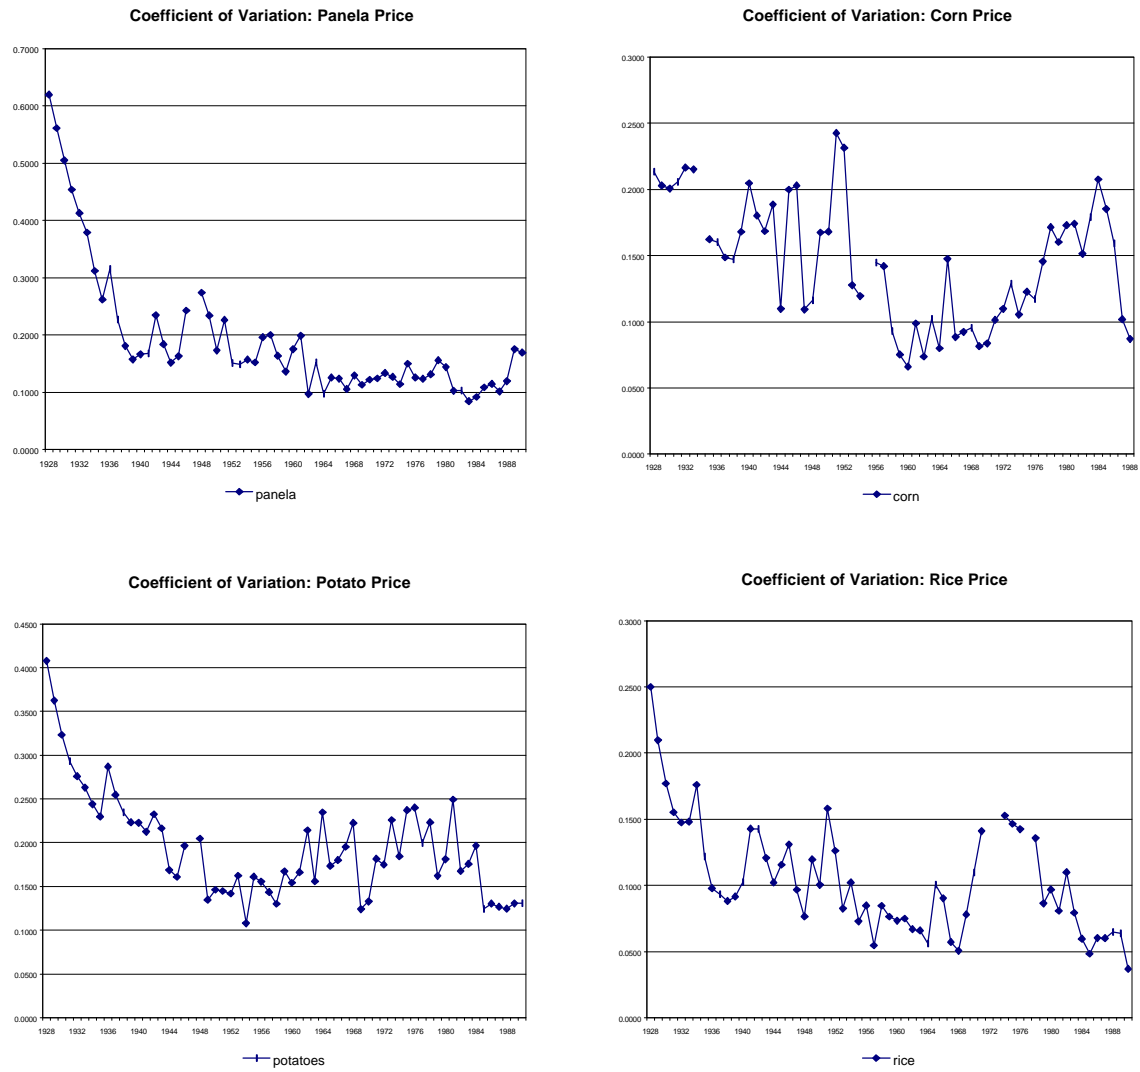 Coefficient of Variation: Panela Price
0.7000
0.6000
0.5000
0.4000
0.3000
0.2000
0.1000
0.0000
1928 1932 1936 1940 1944 1948 1952 1956 1960 1964 1968 1972 1976 1980 1984 1988
panela
Coefficient of Variation: Corn Price
0.3000
0.2500
0.2000
0.1500
0.1000
0.0500
0.0000
1928 1932 1936 1940 1944 1948 1952 1956 1960 1964 1968 1972 1976 1980 1984 1988
corn
Coefficient of Variation: Potato Price
0.4500
0.4000
0.3500
0.3000
0.2500
0.2000
0.1500
0.1000
0.0500
0.0000
1928 1932 1936 1940 1944 1948 1952 1956 1960 1964 1968 1972 1976 1980 1984 1988
potatoes
Coefficient of Variation: Rice Price
0.3000
0.2500
0.2000
0.1500
0.1000
0.0500
0.0000
1928 1932 1936 1940 1944 1948 1952 1956 1960 1964 1968 1972 1976 1980 1984 1988
rice